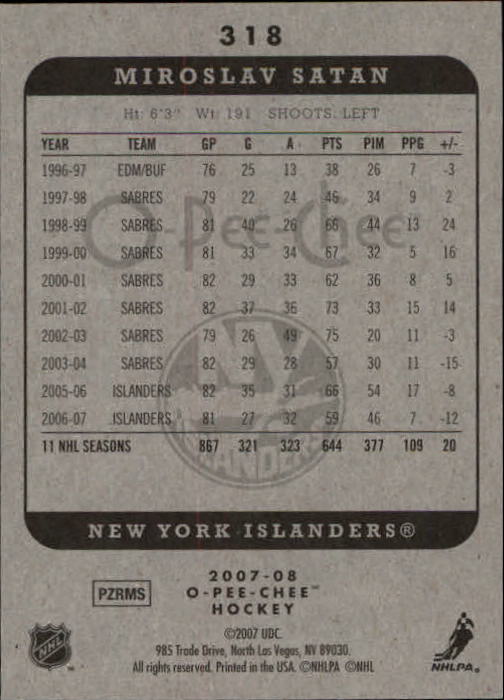 318
MIROSLAV SATAN
Ht: 6'3" Wt: 191 SHOOTS: LEFT
YEAR TEAM GP G A PTS PIM PPG +/-
1996-97 EDM/BUF 76 25 13 38 26 7 -3
1997-98 SABRES 79 22 24 46 34 9 2
1998-99 SABRES 81 40 26 66 44 13 24
1999-00 SABRES 81 33 34 67 32 5 16
2000-01 SABRES 82 29 33 62 36 8 5
2001-02 SABRES 82 37 36 73 33 15 14
2002-03 SABRES 79 26 49 75 20 11 -3
2003-04 SABRES 82 29 28 57 30 11 -15
2005-06 ISLANDERS 82 35 31 66 54 17 -8
2006-07 ISLANDERS 81 27 32 59 46 7 -12
11 NHL SEASONS 867 321 323 644 377 109 20
O-Pee-Chee
NY
ISLANDERS
NEW YORK ISLANDERS®
2007-08
PZRMS O-PEE-CHEE™
HOCKEY
©2007 UDC.
985 Trade Drive, North Las Vegas, NV 89030.
All rights reserved. Printed in the USA. ©NHLPA ©NHL
NHL
NHLPA